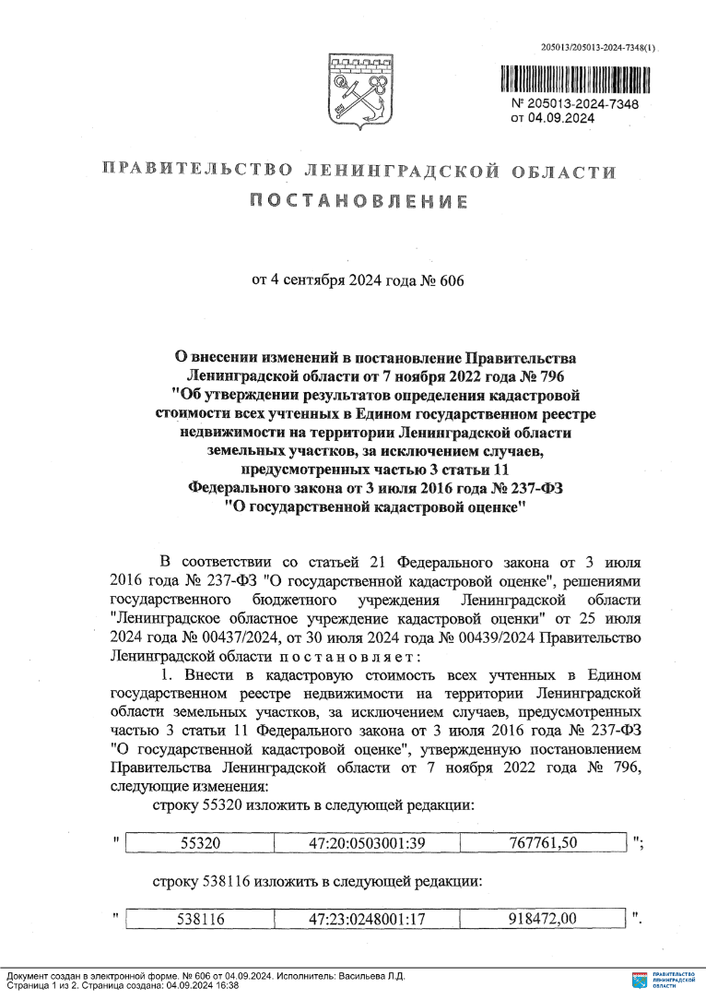 205013/205013-2024-7348(1)
№ 205013-2024-7348
от 04.09.2024
ПРАВИТЕЛЬСТВО ЛЕНИНГРАДСКОЙ ОБЛАСТИ
ПОСТАНОВЛЕНИЕ
от 4 сентября 2024 года № 606
О внесении изменений в постановление Правительства
Ленинградской области от 7 ноября 2022 года № 796
"Об утверждении результатов определения кадастровой
стоимости всех учтенных в Едином государственном реестре
недвижимости на территории Ленинградской области
земельных участков, за исключением случаев,
предусмотренных частью 3 статьи 11
Федерального закона от 3 июля 2016 года № 237-ФЗ
"О государственной кадастровой оценке"
В соответствии со статьей 21 Федерального закона от 3 июля
2016 года № 237-ФЗ "О государственной кадастровой оценке", решениями
государственного бюджетного учреждения Ленинградской области
"Ленинградское областное учреждение кадастровой оценки" от 25 июля
2024 года № 00437/2024, от 30 июля 2024 года № 00439/2024 Правительство
Ленинградской области п о с т а н о в л я е т :
1. Внести в кадастровую стоимость всех учтенных в Едином
государственном реестре недвижимости на территории Ленинградской
области земельных участков, за исключением случаев, предусмотренных
частью 3 статьи 11 Федерального закона от 3 июля 2016 года № 237-ФЗ
"О государственной кадастровой оценке", утвержденную постановлением
Правительства Ленинградской области от 7 ноября 2022 года № 796,
следующие изменения:
строку 55320 изложить в следующей редакции:
" 55320 47:20:0503001:39 767761,50 ";
строку 538116 изложить в следующей редакции:
" 538116 47:23:0248001:17 918472,00 ".
Документ создан в электронной форме. № 606 от 04.09.2024. Исполнитель: Васильева Л.Д.
Страница 1 из 2. Страница создана: 04.09.2024 16:38
ПРАВИТЕЛЬСТВО
ЛЕНИНГРАДСКОЙ
ОБЛАСТИ